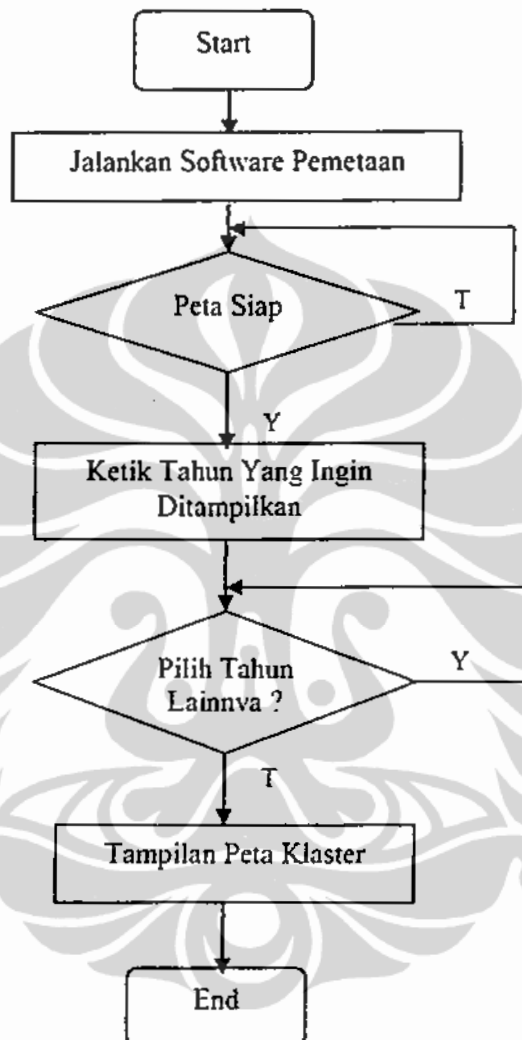 Start
Jalankan Software Pemetaan
Peta Siap
T
Y
Ketik Tahun Yang Ingin
Ditampilkan
Pilih Tahun
Lainnya ?
Y
T
Tampilan Peta Klaster
End